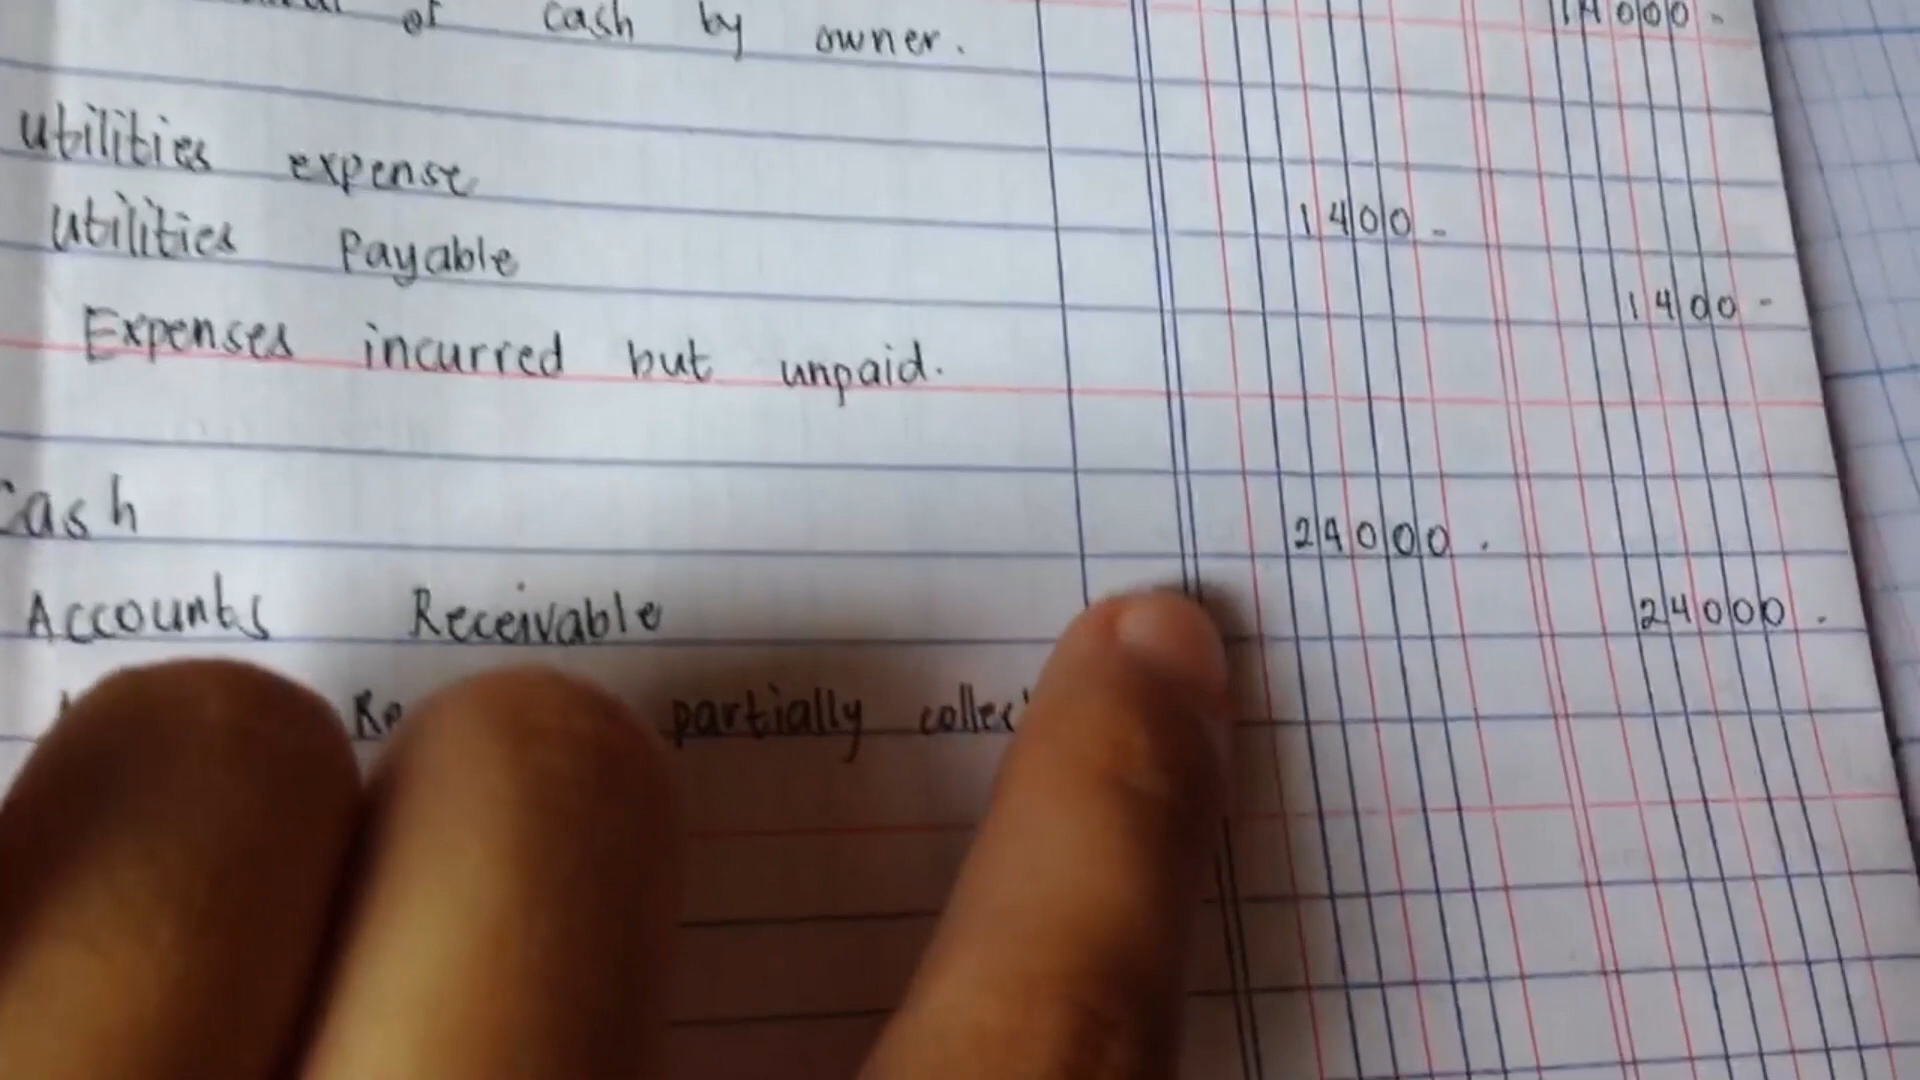 of cash by owner. 14000 -
Utilities expense 1400 -
Utilities Payable 1400 -
Expenses incurred but unpaid.
Cash 24000 .
Accounts Receivable 24000 .
partially